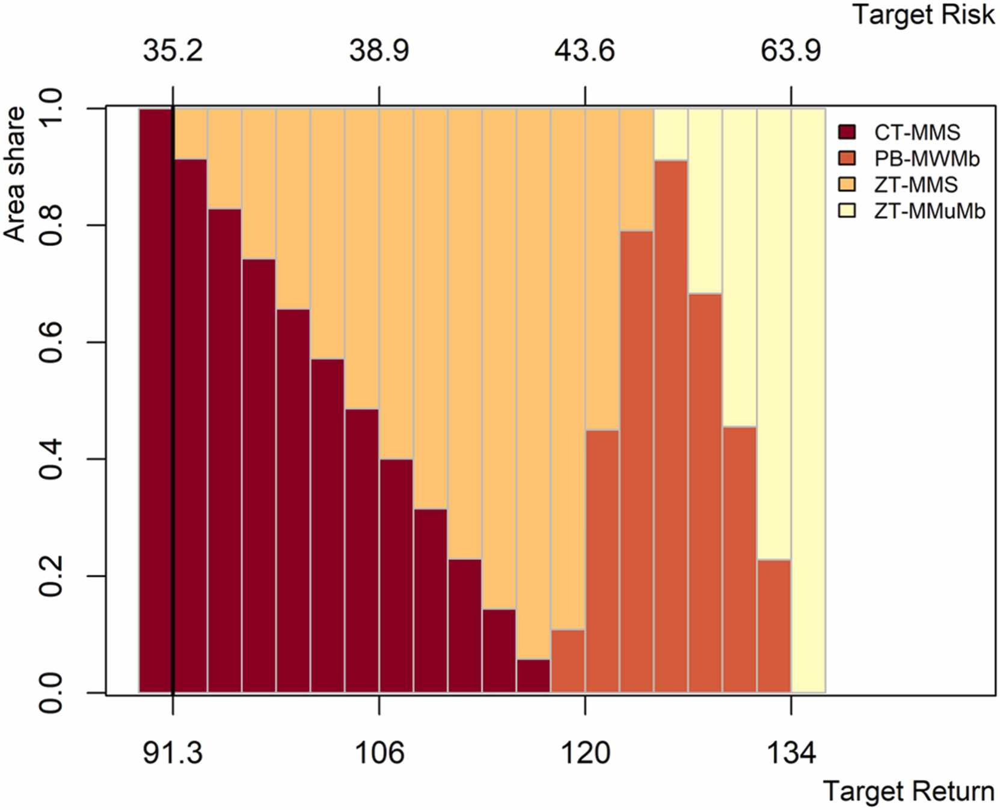 Target Risk
35.2 38.9 43.6 63.9
Area share
1.0
0.8
0.6
0.4
0.2
0.0
CT-MMS
PB-MWMb
ZT-MMS
ZT-MMuMb
91.3 106 120 134
Target Return